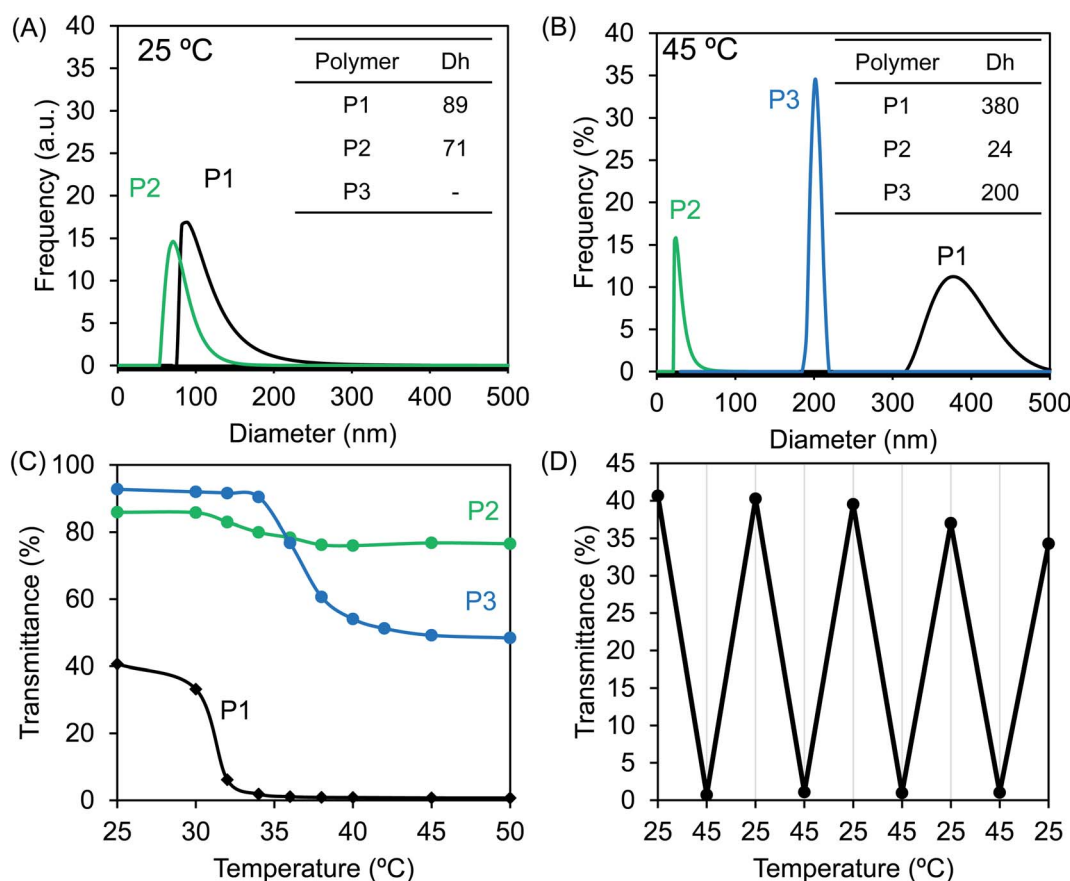 (A)
25 ºC
Polymer Dh
P1 89
P2 71
P3 -
P2
P1
Frequency (a.u.)
40
35
30
25
20
15
10
5
0
0 100 200 300 400 500
Diameter (nm)
(B)
45 ºC
Polymer Dh
P1 380
P2 24
P3 200
P3
P2
P1
Frequency (%)
40
35
30
25
20
15
10
5
0
0 100 200 300 400 500
Diameter (nm)
(C)
P2
P3
P1
Transmittance (%)
100
80
60
40
20
0
25 30 35 40 45 50
Temperature (ºC)
(D)
Transmittance (%)
45
40
35
30
25
20
15
10
5
0
25 45 25 45 25 45 25 45 25
Temperature (ºC)